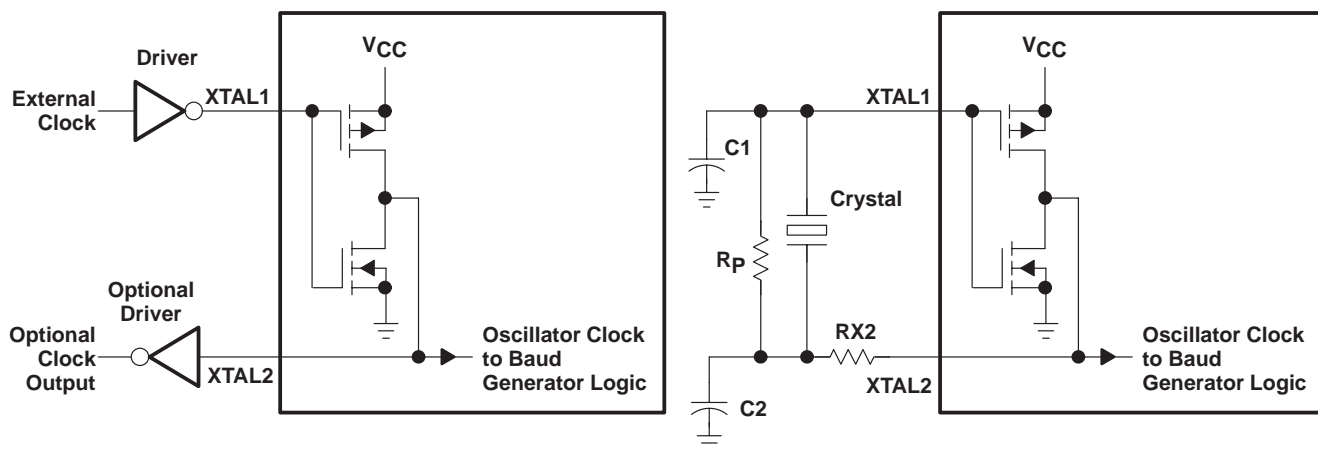 Driver
VCC
External
Clock
XTAL1
Optional
Driver
Optional
Clock
Output
XTAL2
Oscillator Clock
to Baud
Generator Logic
VCC
XTAL1
C1
Crystal
RP
RX2
XTAL2
C2
Oscillator Clock
to Baud
Generator Logic